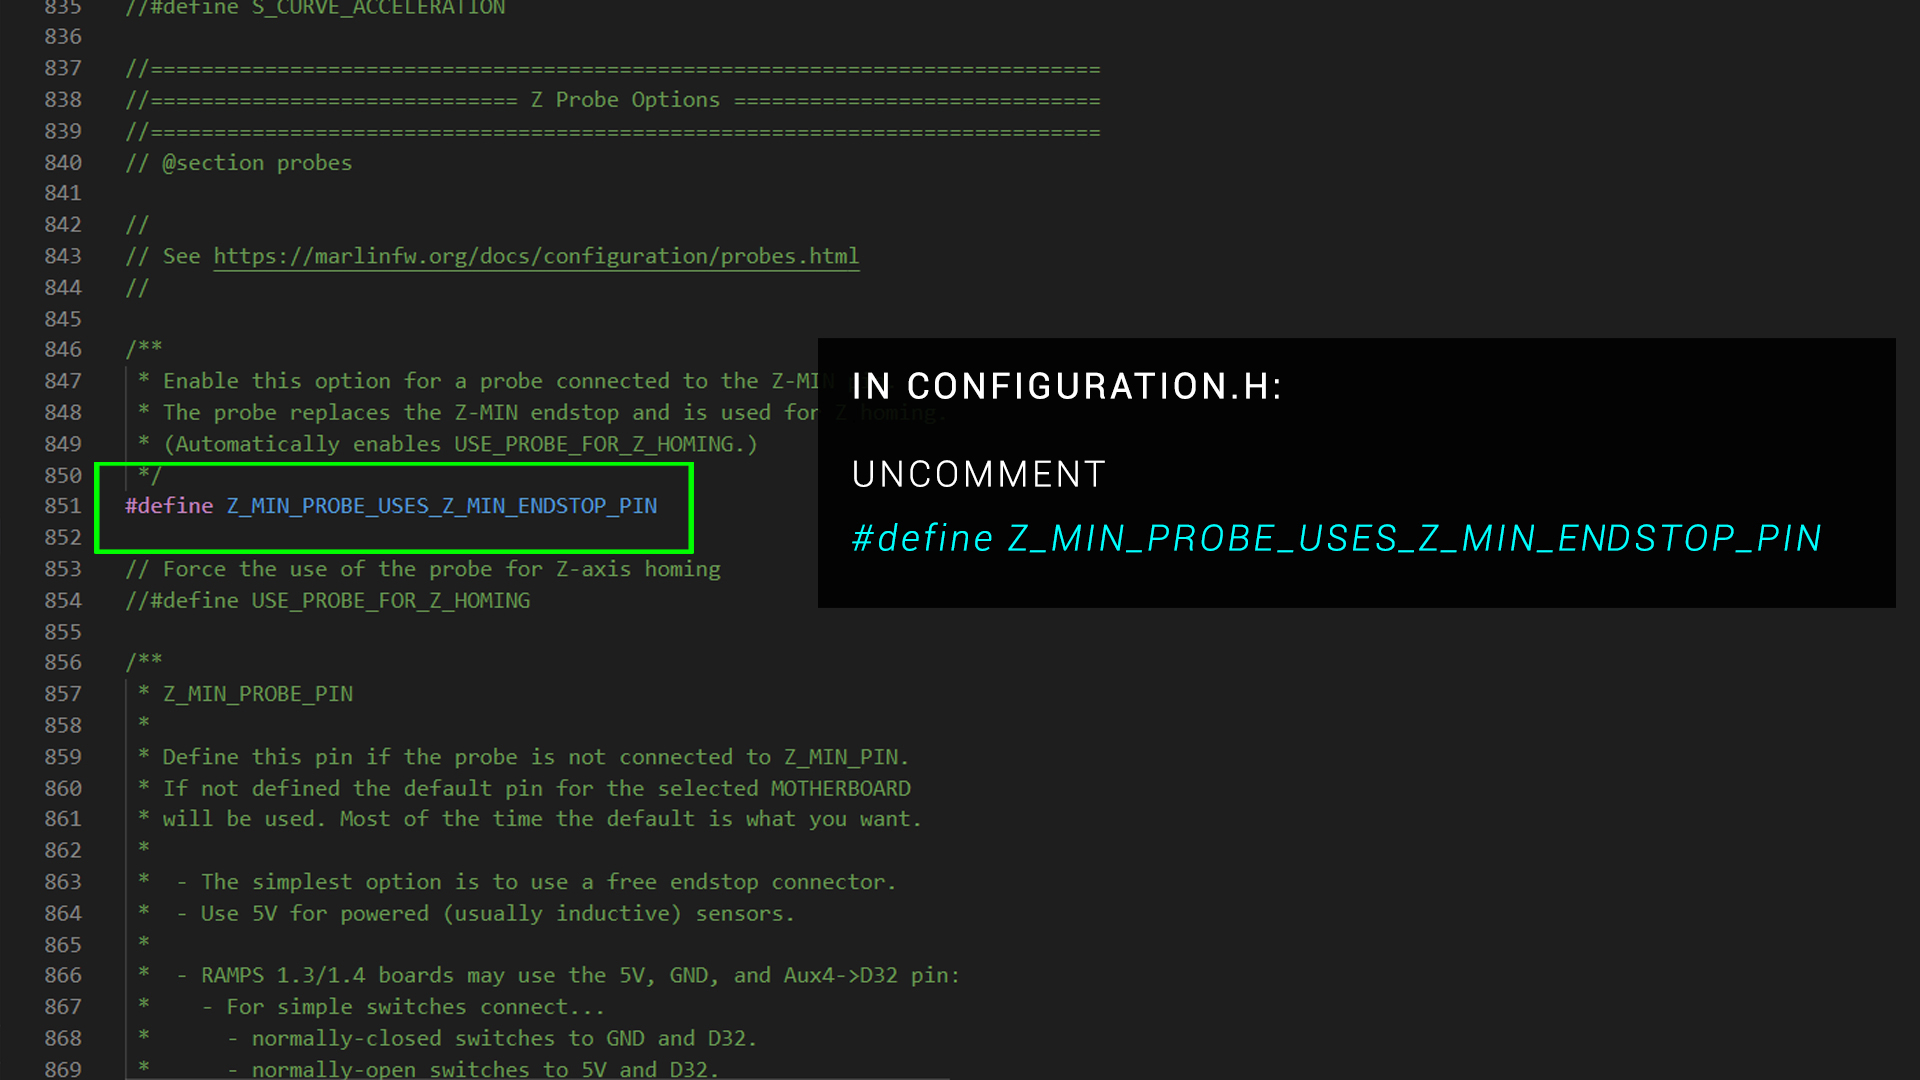 835 //#define S_CURVE_ACCELERATION
836
837 //===========================================================================
838 //============================= Z Probe Options =============================
839 //===========================================================================
840 // @section probes
841
842 //
843 // See https://marlinfw.org/docs/configuration/probes.html
844 //
845
846 /**
847 * Enable this option for a probe connected to the Z-MIN
848 * The probe replaces the Z-MIN endstop and is used for Z homing.
849 * (Automatically enables USE_PROBE_FOR_Z_HOMING.)
850 */
851 #define Z_MIN_PROBE_USES_Z_MIN_ENDSTOP_PIN
852
853 // Force the use of the probe for Z-axis homing
854 //#define USE_PROBE_FOR_Z_HOMING
855
856 /**
857 * Z_MIN_PROBE_PIN
858 *
859 * Define this pin if the probe is not connected to Z_MIN_PIN.
860 * If not defined the default pin for the selected MOTHERBOARD
861 * will be used. Most of the time the default is what you want.
862 *
863 * - The simplest option is to use a free endstop connector.
864 * - Use 5V for powered (usually inductive) sensors.
865 *
866 * - RAMPS 1.3/1.4 boards may use the 5V, GND, and Aux4->D32 pin:
867 * - For simple switches connect...
868 * - normally-closed switches to GND and D32.
869 * - normally-open switches to 5V and D32.
IN CONFIGURATION.H:
UNCOMMENT
#define Z_MIN_PROBE_USES_Z_MIN_ENDSTOP_PIN